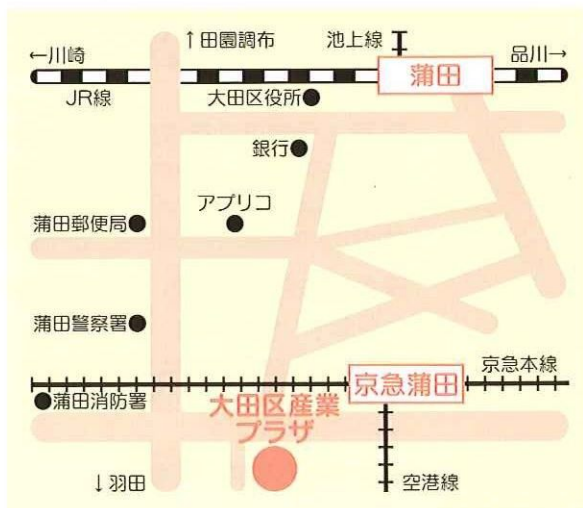 ↑田園調布
池上線
←川崎
品川→
蒲田
JR線
大田区役所
銀行
アプリコ
蒲田郵便局
蒲田警察署
京急本線
京急蒲田
蒲田消防署
大田区産業
プラザ
↓羽田
空港線